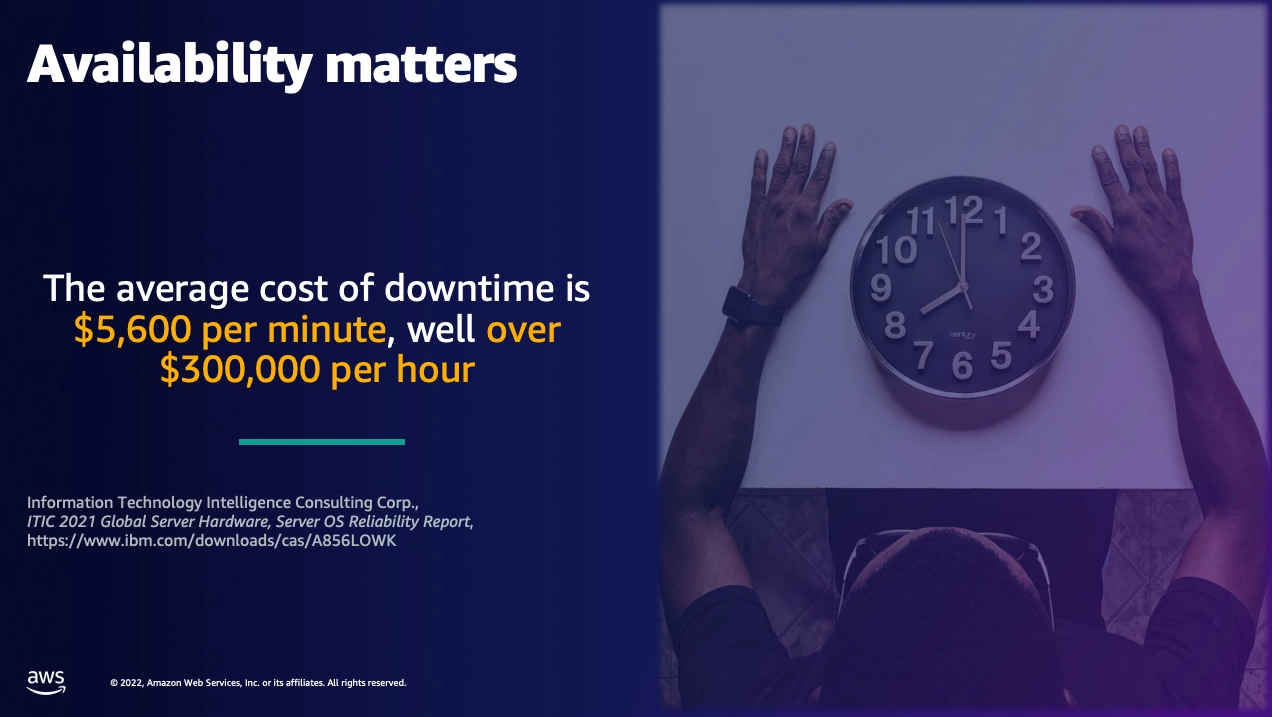 Availability matters
The average cost of downtime is
$5,600 per minute, well over
$300,000 per hour
Information Technology Intelligence Consulting Corp.,
ITIC 2021 Global Server Hardware, Server OS Reliability Report,
https://www.ibm.com/downloads/cas/A856LOWK
aws
© 2022, Amazon Web Services, Inc. or its affiliates. All rights reserved.
12
11 1
10 2
9 3
8 4
century
7 5
6